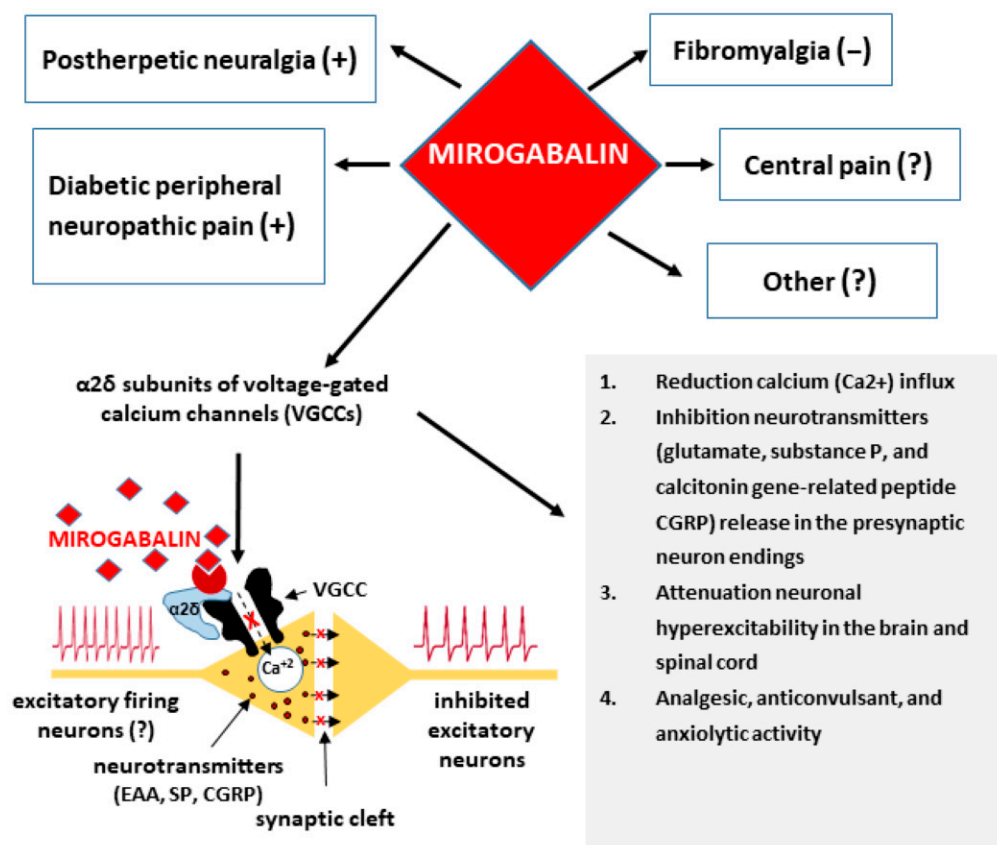 Postherpetic neuralgia (+)
Fibromyalgia (−)
MIROGABALIN
Diabetic peripheral
neuropathic pain (+)
Central pain (?)
Other (?)
α2δ subunits of voltage-gated
calcium channels (VGCCs)
MIROGABALIN
α2δ
VGCC
Ca+2
excitatory firing
neurons (?)
inhibited
excitatory
neurons
neurotransmitters
(EAA, SP, CGRP)
synaptic cleft
1. Reduction calcium (Ca2+) influx
2. Inhibition neurotransmitters
(glutamate, substance P, and
calcitonin gene-related peptide
CGRP) release in the presynaptic
neuron endings
3. Attenuation neuronal
hyperexcitability in the brain and
spinal cord
4. Analgesic, anticonvulsant, and
anxiolytic activity